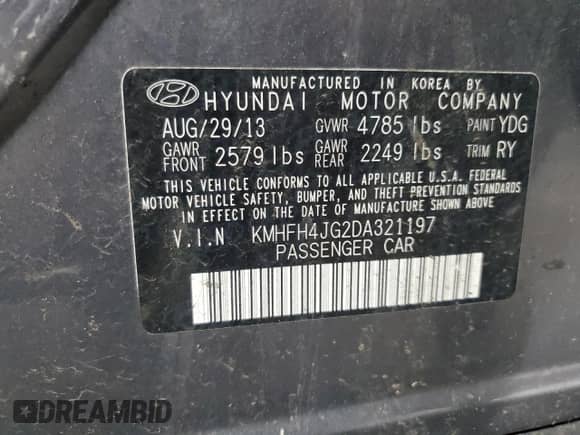 MANUFACTURED IN KOREA BY
HYUNDAI MOTOR COMPANY
AUG/29/13 GVWR 4785 lbs PAINT YDG
GAWR FRONT 2579 lbs GAWR REAR 2249 lbs TRIM RY
THIS VEHICLE CONFORMS TO ALL APPLICABLE U.S.A. FEDERAL
MOTOR VEHICLE SAFETY, BUMPER, AND THEFT PREVENTION STANDARDS
IN EFFECT ON THE DATE OF MANUFACTURE SHOWN ABOVE.
V.I.N KMHFH4JG2DA321197
PASSENGER CAR
DREAMBID